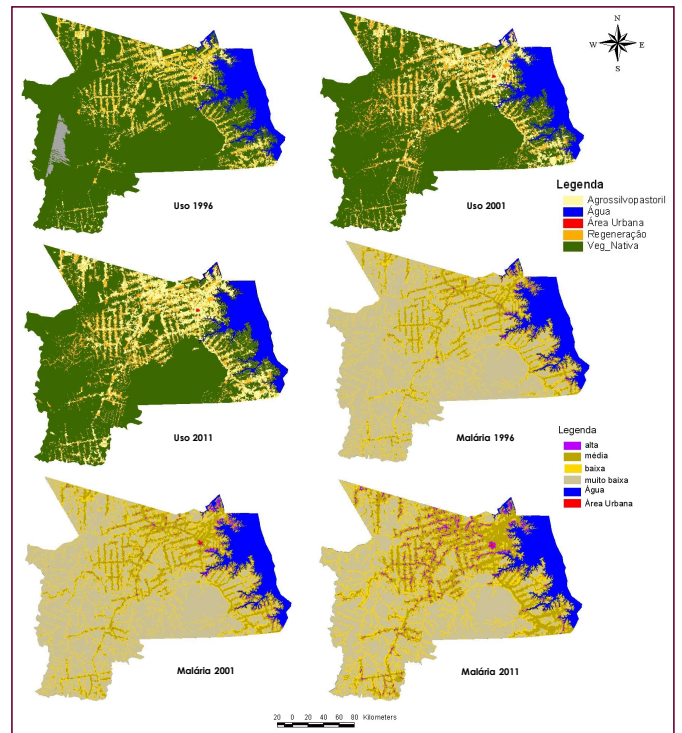 N
W E
S
Uso 1996
Uso 2001
Legenda
Agrossilvopastoril
Água
Área Urbana
Regeneração
Veg_Nativa
Uso 2011
Malária 1996
Legenda
alta
média
baixa
muito baixa
Água
Área Urbana
Malária 2001
Malária 2011
20 0 20 40 60 80 Kilometers